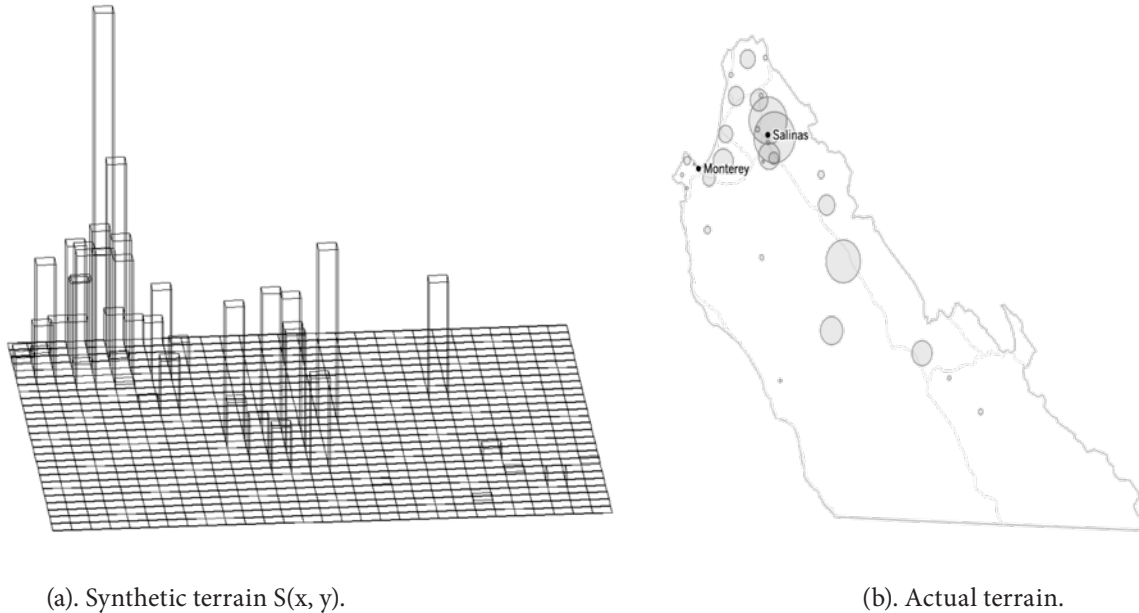 Salinas
Monterey
(a). Synthetic terrain S(x, y).
(b). Actual terrain.